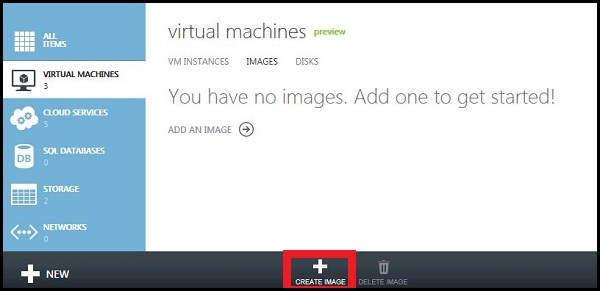 ALL
ITEMS
VIRTUAL MACHINES
3
CLOUD SERVICES
5
DB
SQL DATABASES
0
STORAGE
2
NETWORKS
0
virtual machines preview
VM INSTANCES IMAGES DISKS
You have no images. Add one to get started!
ADD AN IMAGE
NEW
CREATE IMAGE
DELETE IMAGE